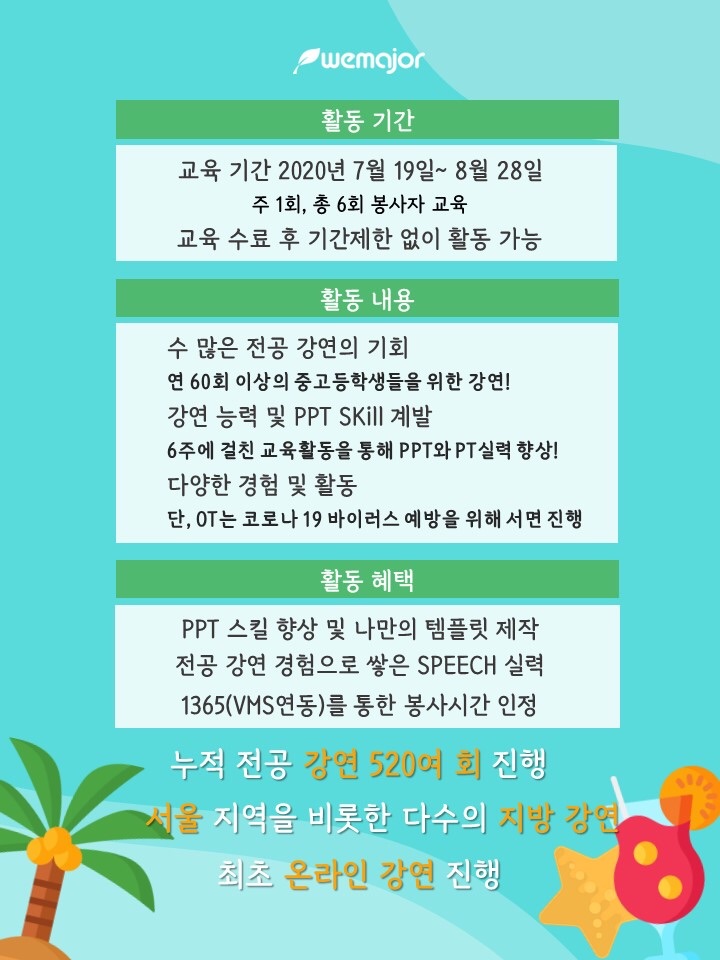 wemajor
활동 기간
교육 기간 2020년 7월 19일~ 8월 28일
주 1회, 총 6회 봉사자 교육
교육 수료 후 기간제한 없이 활동 가능
활동 내용
수 많은 전공 강연의 기회
연 60회 이상의 중고등학생들을 위한 강연!
강연 능력 및 PPT SKill 계발
6주에 걸친 교육활동을 통해 PPT와 PT실력 향상!
다양한 경험 및 활동
단, OT는 코로나 19 바이러스 예방을 위해 서면 진행
활동 혜택
PPT 스킬 향상 및 나만의 템플릿 제작
전공 강연 경험으로 쌓은 SPEECH 실력
1365(VMS연동)를 통한 봉사시간 인정
누적 전공 강연 520여 회 진행
서울 지역을 비롯한 다수의 지방 강연
최초 온라인 강연 진행